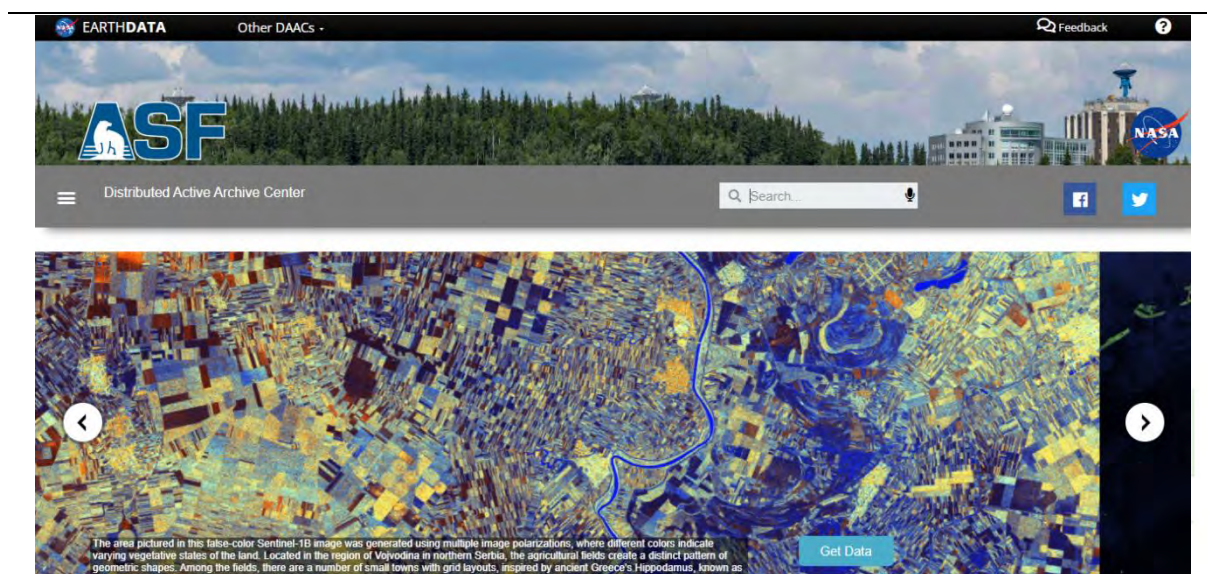 EARTHDATA Other DAACs Feedback ?
ASF
NASA
Distributed Active Archive Center Search...
The area pictured in this false-color Sentinel-1B image was generated using multiple image polarizations, where different colors indicate
varying vegetative states of the land. Located in the region of Vojvodina in northern Serbia, the agricultural fields create a distinct pattern of
geometric shapes. Among the fields, there are a number of small towns with grid layouts, inspired by ancient Greece's Hippodamus, known as
Get Data